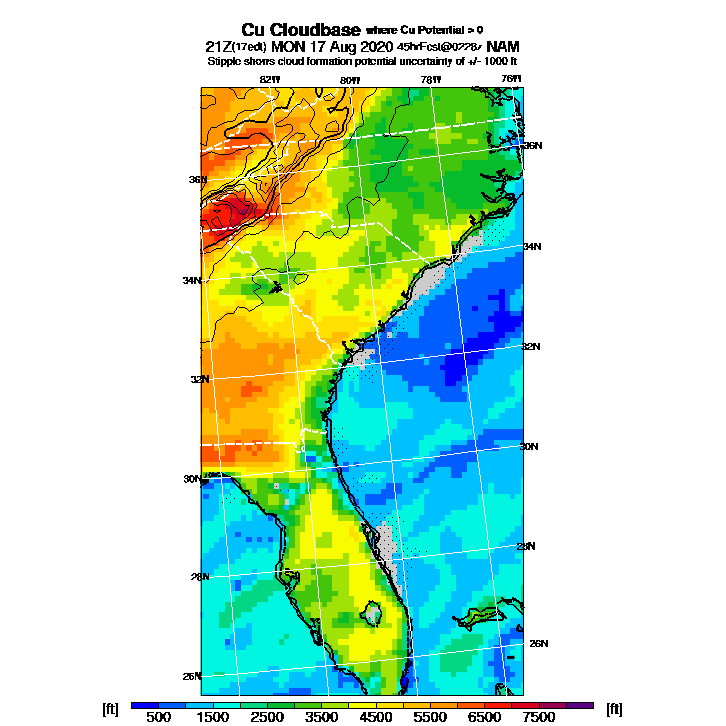 Cu Cloudbase where Cu Potential > 0
21Z(17edt) MON 17 Aug 2020 45hrFcst@0228z NAM
Stipple shows cloud formation potential uncertainty of +/- 1000 ft
82W 80W 78W 76W
36N
36N
34N
34N
32N
32N
30N
30N
28N
28N
26N
26N
[ft] 500 1500 2500 3500 4500 5500 6500 7500 [ft]